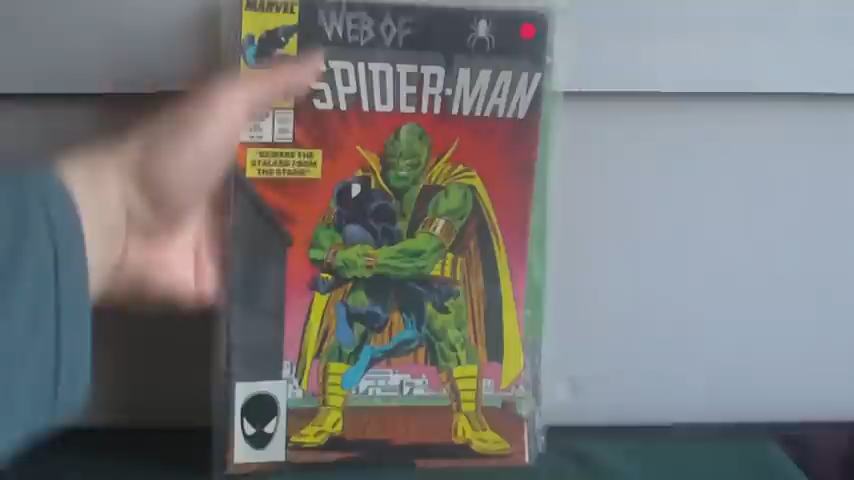 MARVEL
WEB OF
SPIDER-MAN
"BEWARE THE
STALKER FROM
THE STARS!"